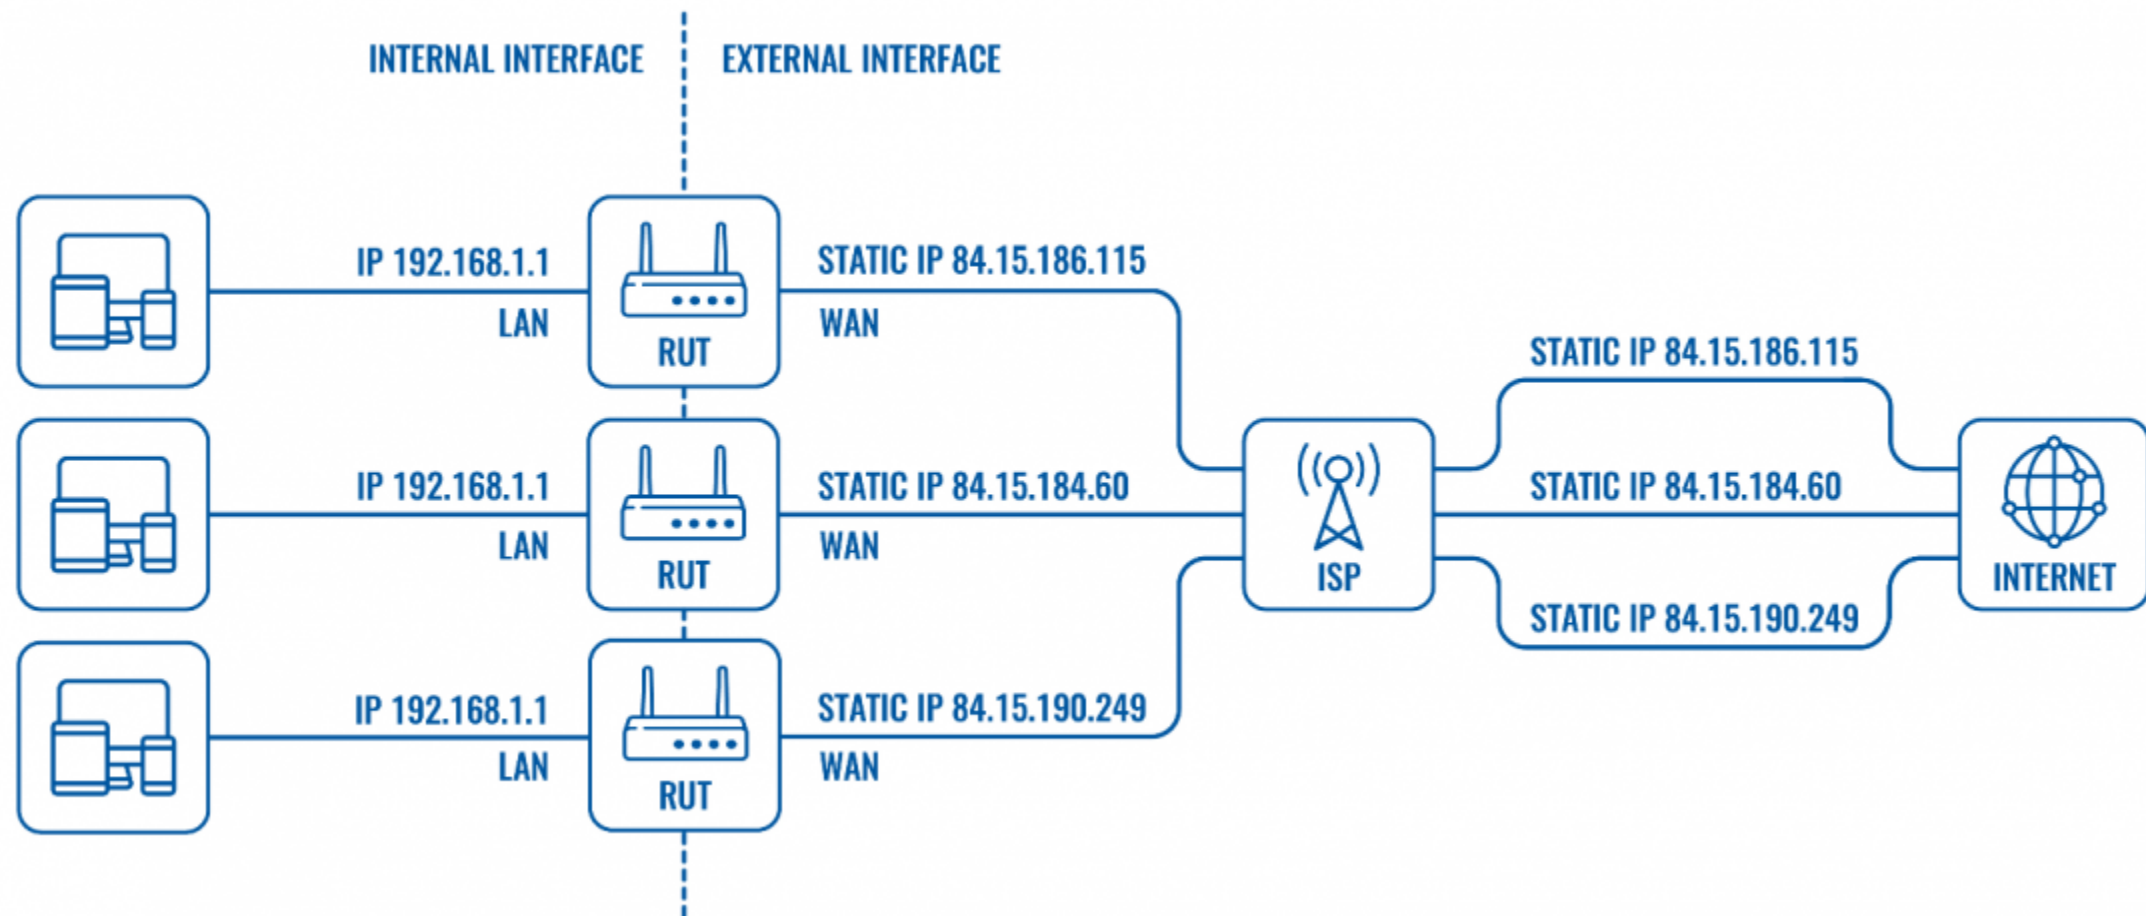 INTERNAL INTERFACE
EXTERNAL INTERFACE
IP 192.168.1.1
LAN
RUT
STATIC IP 84.15.186.115
WAN
IP 192.168.1.1
LAN
RUT
STATIC IP 84.15.184.60
WAN
IP 192.168.1.1
LAN
RUT
STATIC IP 84.15.190.249
WAN
ISP
STATIC IP 84.15.186.115
STATIC IP 84.15.184.60
STATIC IP 84.15.190.249
INTERNET